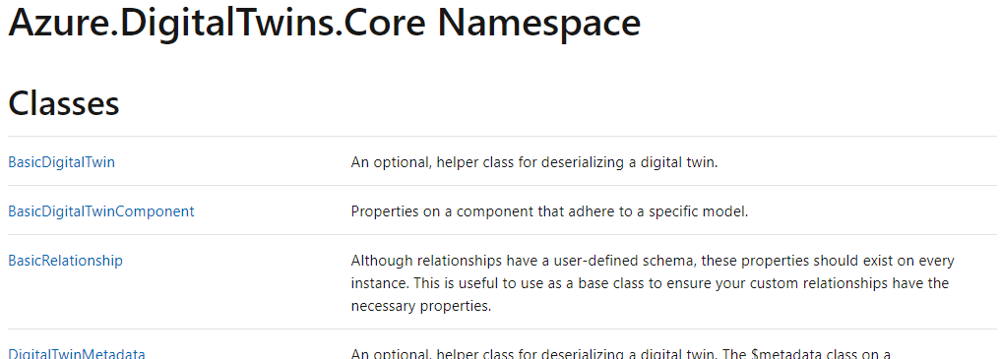 Azure.DigitalTwins.Core Namespace
Classes
BasicDigitalTwin An optional, helper class for deserializing a digital twin.
BasicDigitalTwinComponent Properties on a component that adhere to a specific model.
BasicRelationship Although relationships have a user-defined schema, these properties should exist on every
instance. This is useful to use as a base class to ensure your custom relationships have the
necessary properties.
DigitalTwinMetadata An optional, helper class for deserializing a digital twin. The $metadata class on a